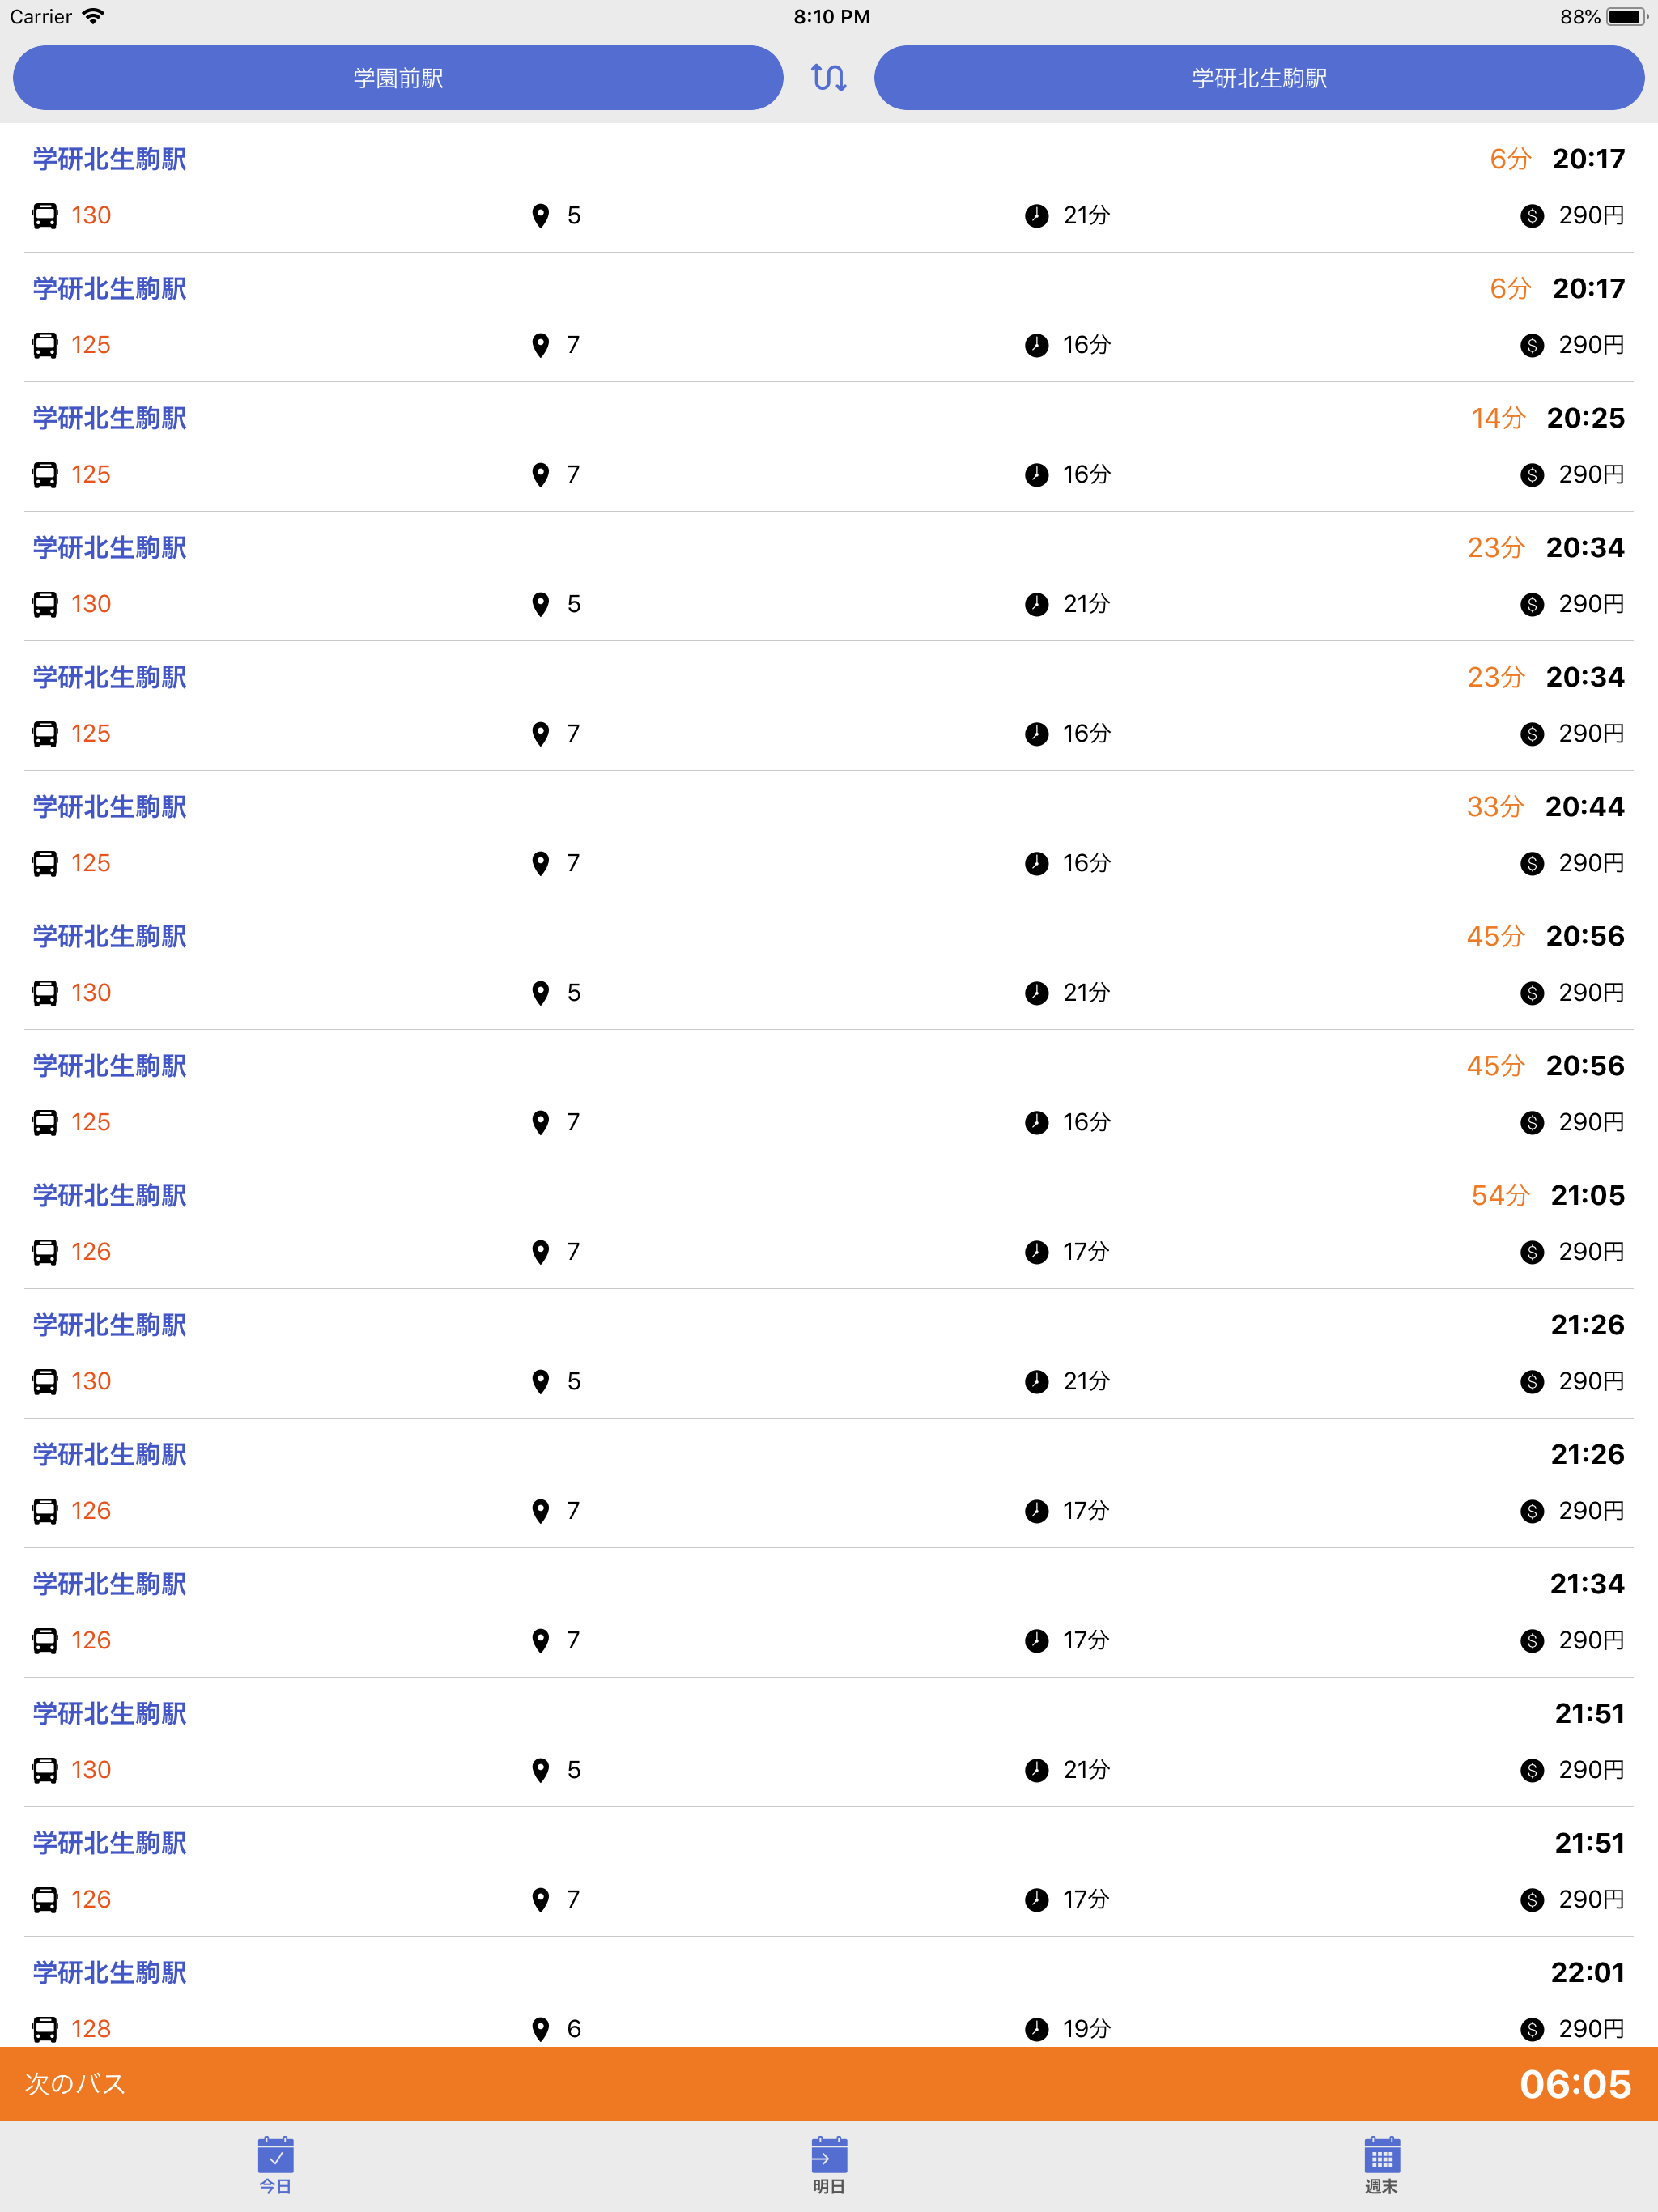 Carrier 8:10 PM 88%
学園前駅 学研北生駒駅
学研北生駒駅 6分 20:17
130 5 21分 290円
学研北生駒駅 6分 20:17
125 7 16分 290円
学研北生駒駅 14分 20:25
125 7 16分 290円
学研北生駒駅 23分 20:34
130 5 21分 290円
学研北生駒駅 23分 20:34
125 7 16分 290円
学研北生駒駅 33分 20:44
125 7 16分 290円
学研北生駒駅 45分 20:56
130 5 21分 290円
学研北生駒駅 45分 20:56
125 7 16分 290円
学研北生駒駅 54分 21:05
126 7 17分 290円
学研北生駒駅 21:26
130 5 21分 290円
学研北生駒駅 21:26
126 7 17分 290円
学研北生駒駅 21:34
126 7 17分 290円
学研北生駒駅 21:51
130 5 21分 290円
学研北生駒駅 21:51
126 7 17分 290円
学研北生駒駅 22:01
128 6 19分 290円
次のバス 06:05
今日 明日 週末